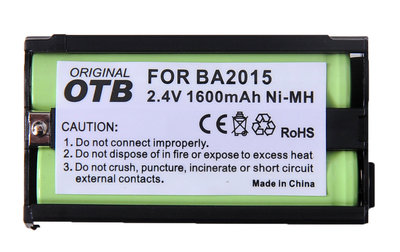 ORIGINAL
OTB
FOR BA2015
2.4V 1600mAh Ni-MH
CE RoHS
1.Do not connect improperly.
2.Do not dispose of in fire or expose to excess heat
3.Do not crush, puncture, incinerate or short circuit
external contacts.
Made in China